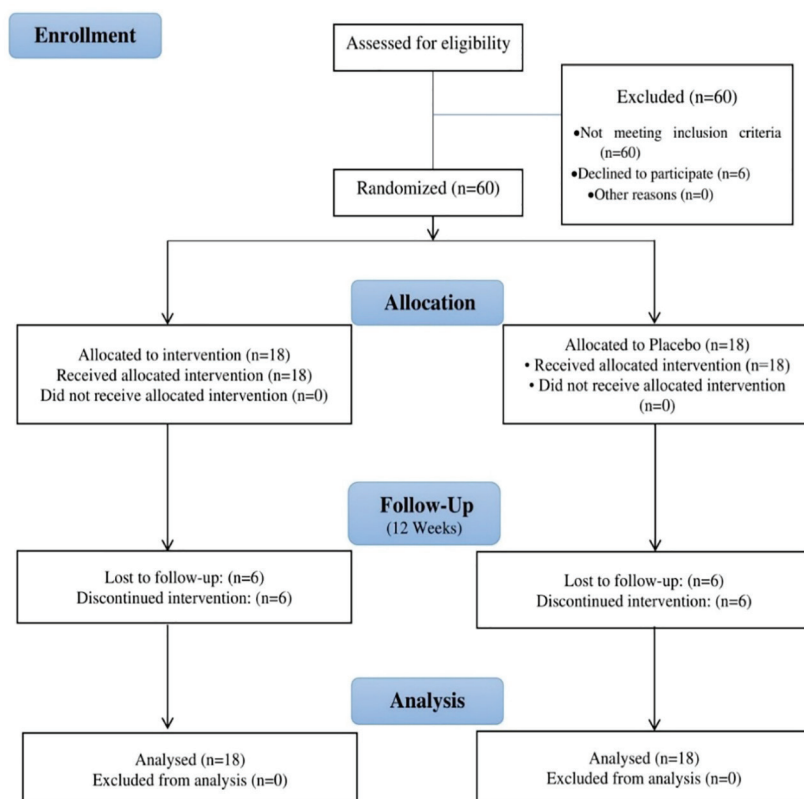 Enrollment
Assessed for eligibility
Excluded (n=60)
•Not meeting inclusion criteria
(n=60)
•Declined to participate (n=6)
•Other reasons (n=0)
Randomized (n=60)
Allocation
Allocated to intervention (n=18)
Received allocated intervention (n=18)
Did not receive allocated intervention (n=0)
Allocated to Placebo (n=18)
• Received allocated intervention (n=18)
• Did not receive allocated intervention
(n=0)
Follow-Up
(12 Weeks)
Lost to follow-up: (n=6)
Discontinued intervention: (n=6)
Lost to follow-up: (n=6)
Discontinued intervention: (n=6)
Analysis
Analysed (n=18)
Excluded from analysis (n=0)
Analysed (n=18)
Excluded from analysis (n=0)